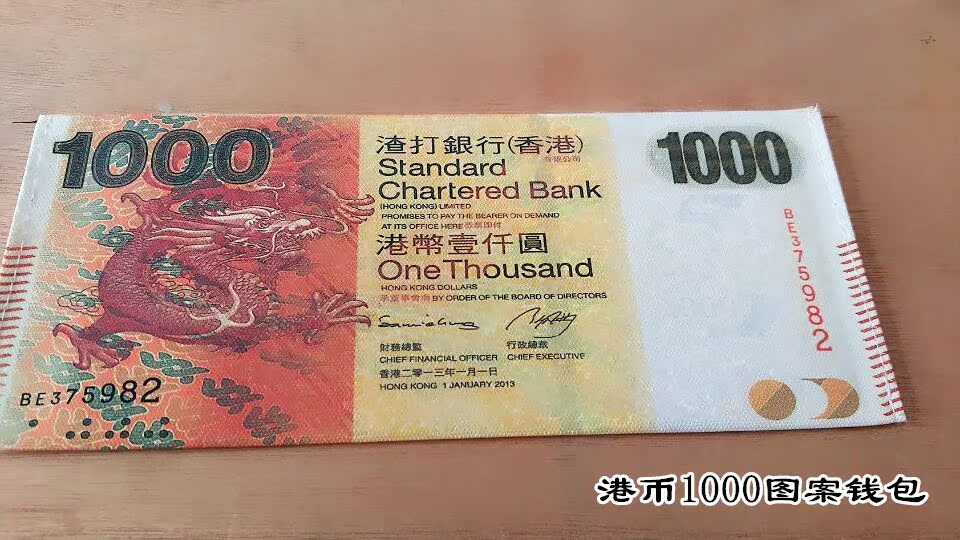 1000
渣打銀行(香港)
有限公司
Standard
Chartered Bank
(HONG KONG) LIMITED
PROMISES TO PAY THE BEARER ON DEMAND
AT ITS OFFICE HERE 憑票即付
港幣壹仟圓
One Thousand
HONG KONG DOLLARS
承董事會命 BY ORDER OF THE BOARD OF DIRECTORS
財務總監
CHIEF FINANCIAL OFFICER
行政總裁
CHIEF EXECUTIVE
香港二零一三年一月一日
HONG KONG 1 JANUARY 2013
1000
BE375982
BE375982
港币1000图案钱包